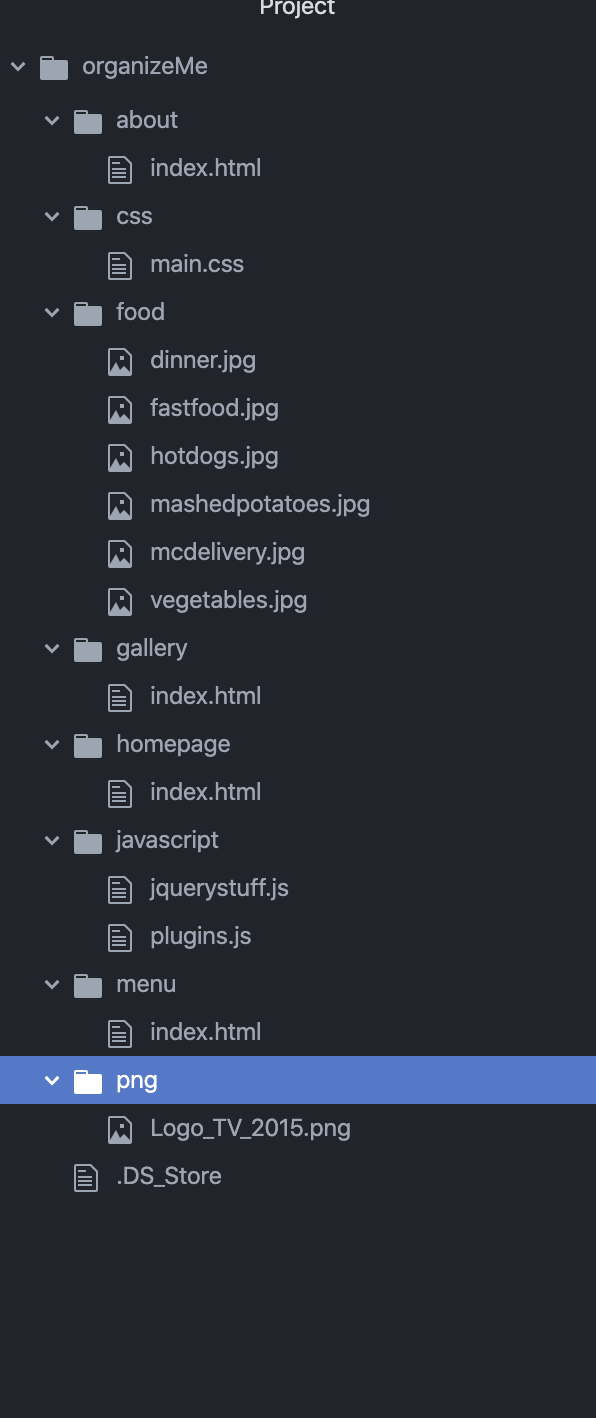 Project
organizeMe
about
index.html
css
main.css
food
dinner.jpg
fastfood.jpg
hotdogs.jpg
mashedpotatoes.jpg
mcdelivery.jpg
vegetables.jpg
gallery
index.html
homepage
index.html
javascript
jquerystuff.js
plugins.js
menu
index.html
png
Logo_TV_2015.png
.DS_Store